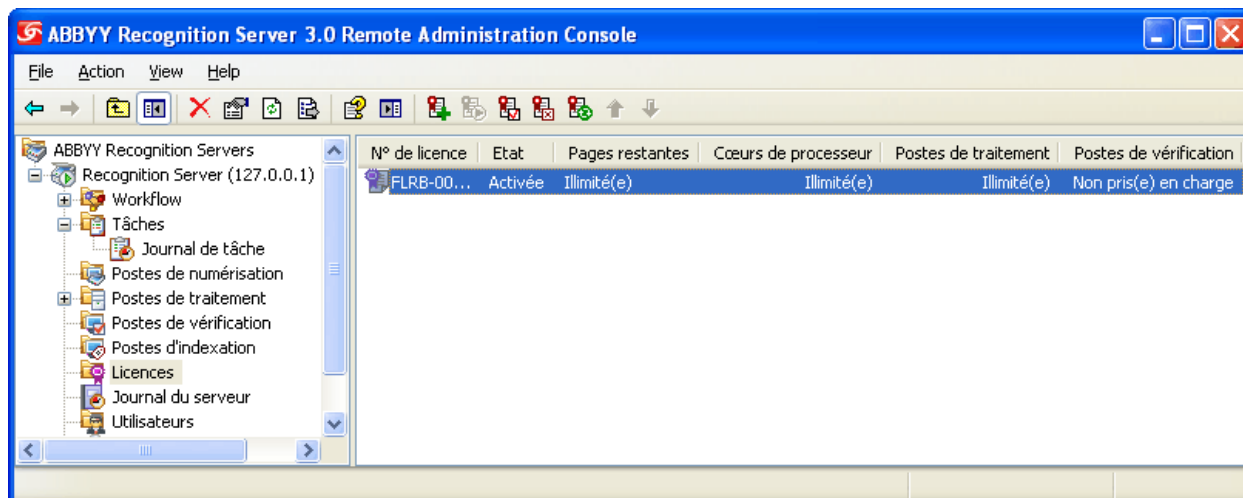 ABBYY Recognition Server 3.0 Remote Administration Console
File Action View Help
ABBYY Recognition Servers
Recognition Server (127.0.0.1)
Workflow
Tâches
Journal de tâche
Postes de numérisation
Postes de traitement
Postes de vérification
Postes d'indexation
Licences
Journal du serveur
Utilisateurs
N° de licence Etat Pages restantes Cœurs de processeur Postes de traitement Postes de vérification
FLRB-00... Activée Illimité(e) Illimité(e) Illimité(e) Non pris(e) en charge